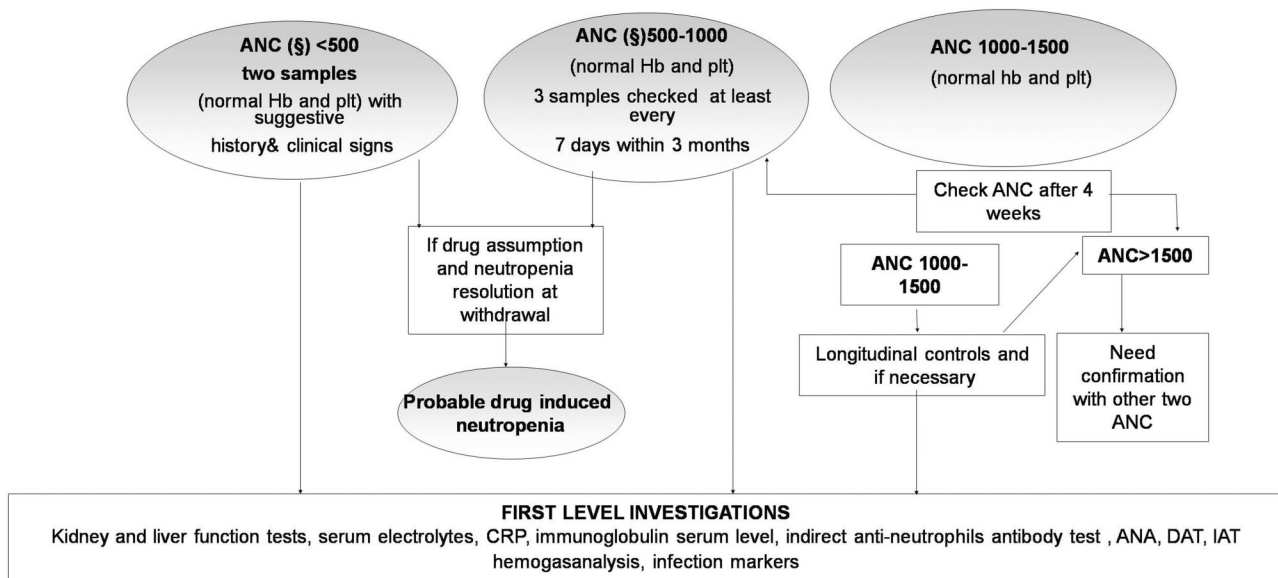 ANC (§) <500
two samples
(normal Hb and plt) with
suggestive
history& clinical signs
ANC (§)500-1000
(normal Hb and plt)
3 samples checked at least
every
7 days within 3 months
ANC 1000-1500
(normal hb and plt)
Check ANC after 4
weeks
If drug assumption
and neutropenia
resolution at
withdrawal
ANC 1000-
1500
ANC>1500
Longitudinal controls and
if necessary
Need
confirmation
with other two
ANC
Probable drug induced
neutropenia
FIRST LEVEL INVESTIGATIONS
Kidney and liver function tests, serum electrolytes, CRP, immunoglobulin serum level, indirect anti-neutrophils antibody test , ANA, DAT, IAT
hemogasanalysis, infection markers